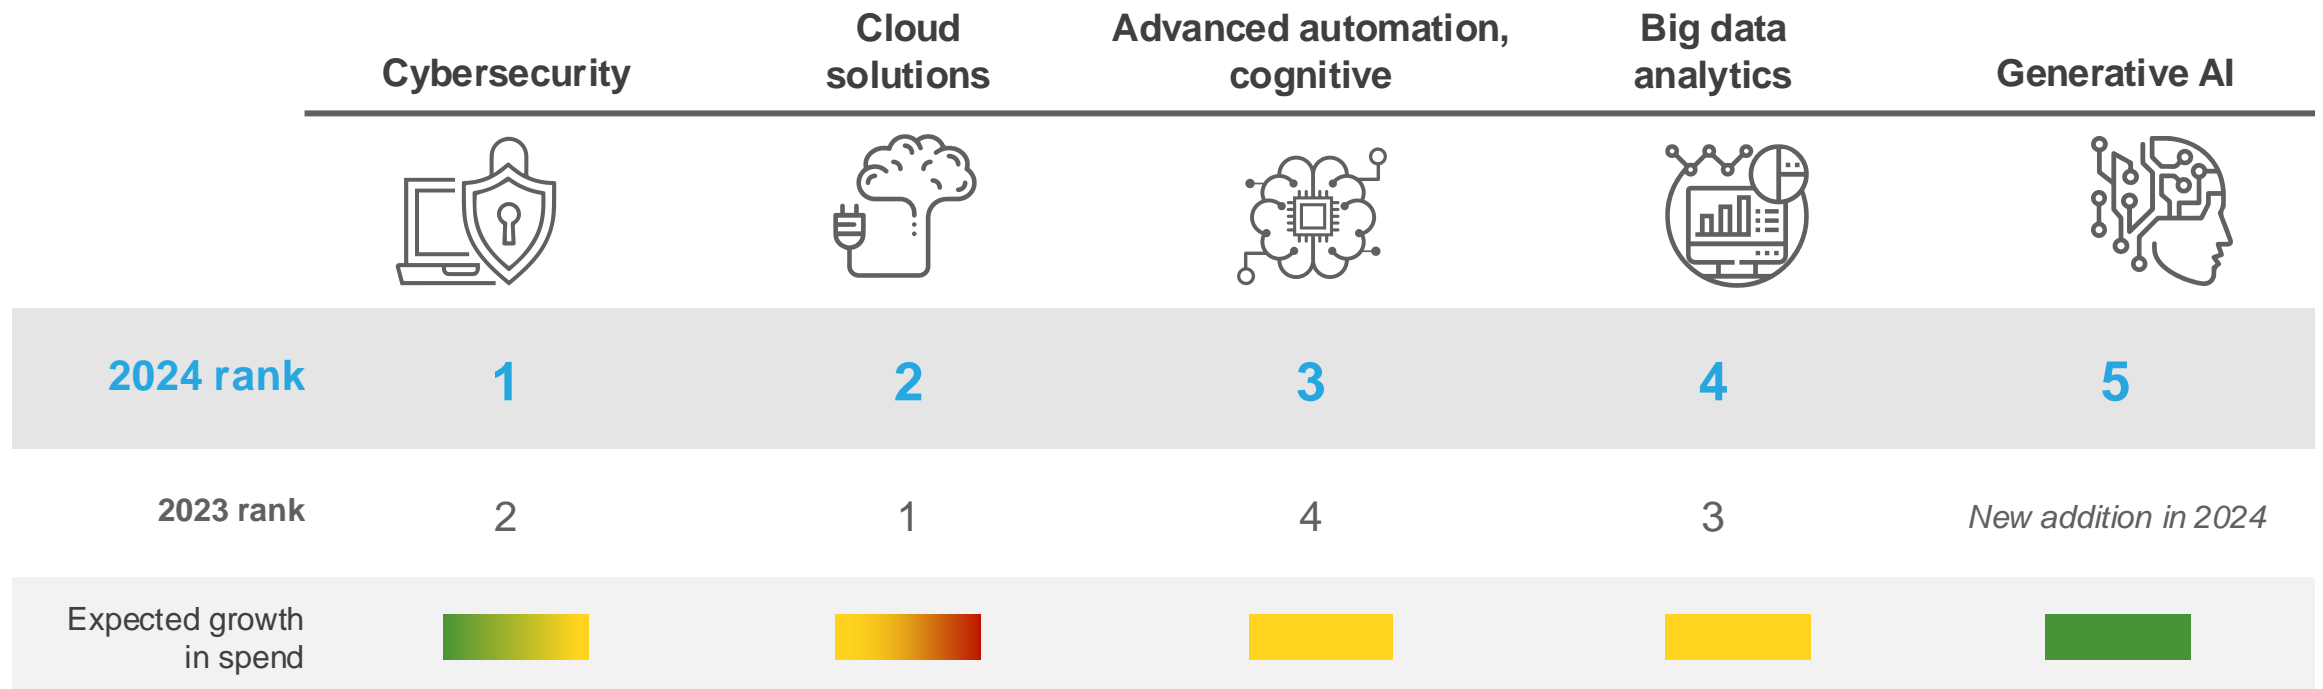 Cybersecurity
Cloud
solutions
Advanced automation,
cognitive
Big data
analytics
Generative AI
2024 rank 1 2 3 4 5
2023 rank 2 1 4 3 New addition in 2024
Expected growth
in spend